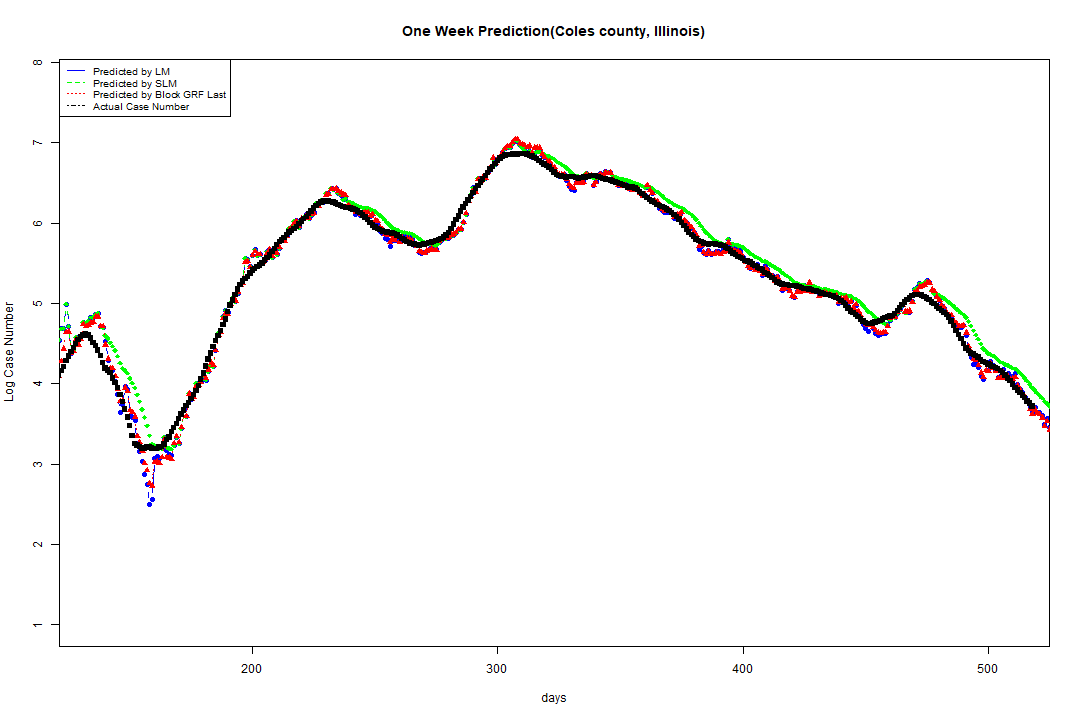 One Week Prediction(Coles county, Illinois)
Predicted by LM
Predicted by SLM
Predicted by Block GRF Last
Actual Case Number
8
7
6
5
4
3
2
1
Log Case Number
200 300 400 500
days